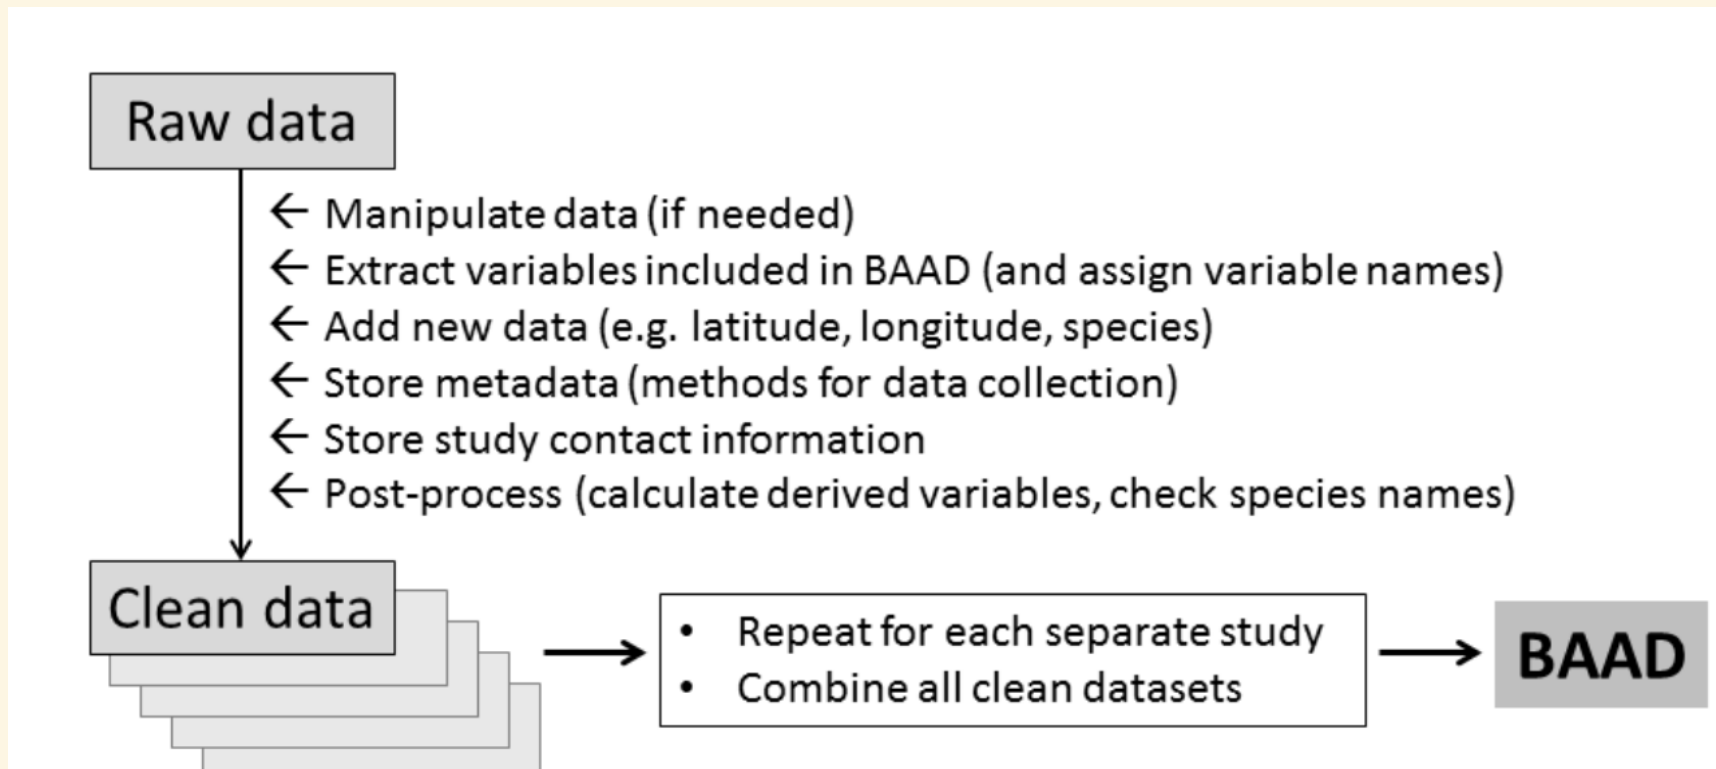 Raw data
← Manipulate data (if needed)
← Extract variables included in BAAD (and assign variable names)
← Add new data (e.g. latitude, longitude, species)
← Store metadata (methods for data collection)
← Store study contact information
← Post-process (calculate derived variables, check species names)
Clean data
• Repeat for each separate study
• Combine all clean datasets
BAAD